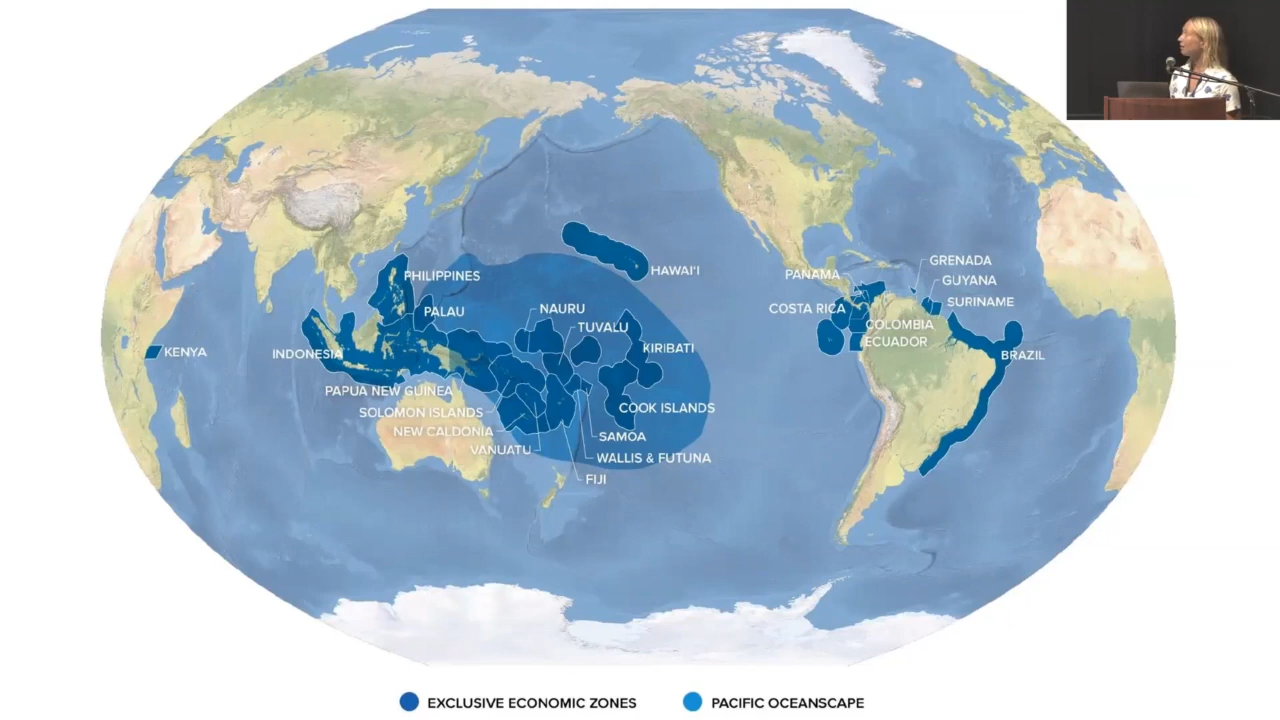 HAWAI'I
GRENADA
PHILIPPINES
PANAMA
GUYANA
PALAU
NAURU
COSTA RICA
SURINAME
TUVALU
COLOMBIA
KENYA
INDONESIA
KIRIBATI
ECUADOR
BRAZIL
PAPUA NEW GUINEA
SOLOMON ISLANDS
COOK ISLANDS
NEW CALDONIA
SAMOA
VANUATU
WALLIS & FUTUNA
FIJI
EXCLUSIVE ECONOMIC ZONES
PACIFIC OCEANSCAPE